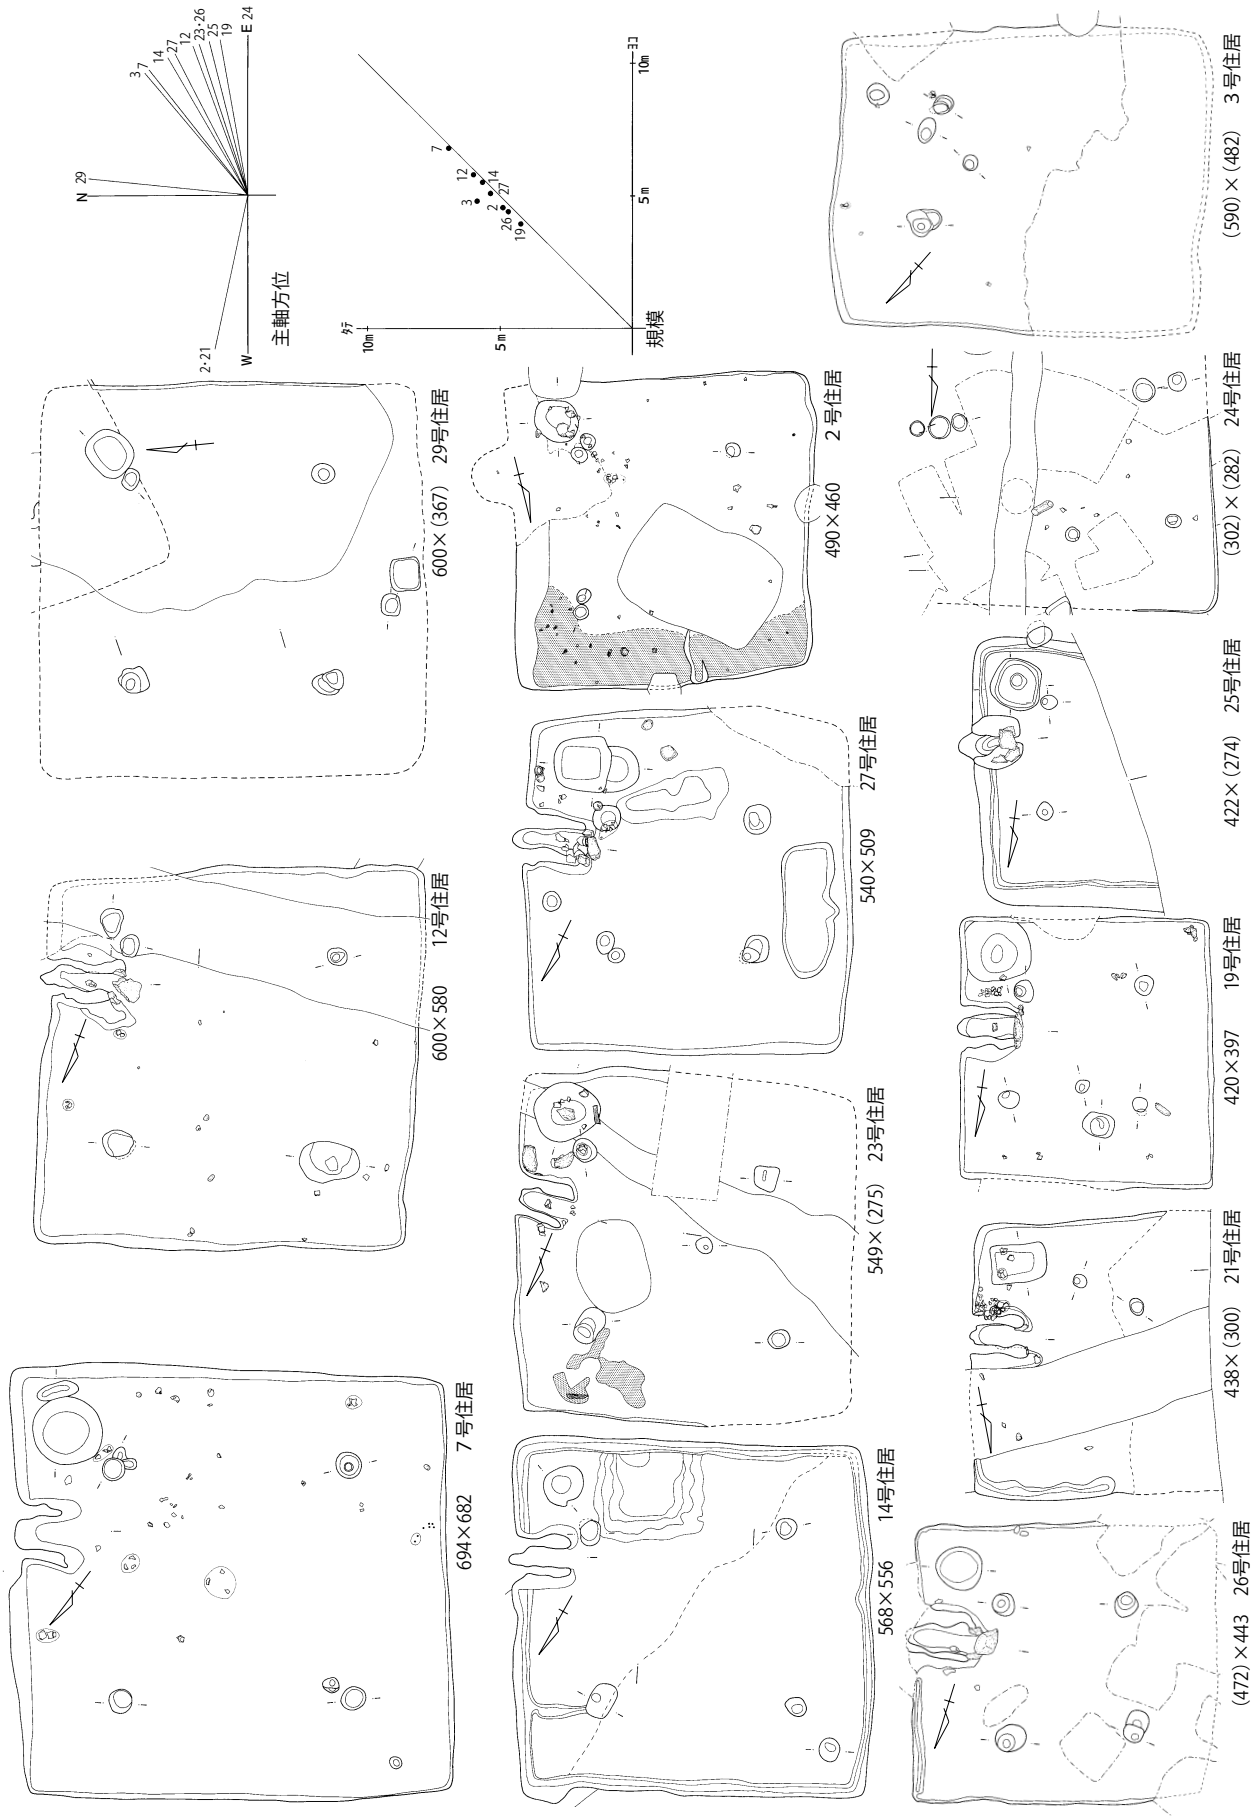 E 24
19
25
23・26
12
27
14
7
3
29
N
2・21
W
主軸方位
ﾖｺ
10m
5m
7
12
14
3
27
2
26
19
ﾀﾃ
10m
5m
規模
694×682 7号住居
600×580 12号住居
600×(367) 29号住居
568×556 14号住居
549×(275) 23号住居
540×509 27号住居
490×460 2号住居
(472)×443 26号住居
438×(300) 21号住居
420×397 19号住居
422×(274) 25号住居
(302)×(282) 24号住居
(590)×(482) 3号住居